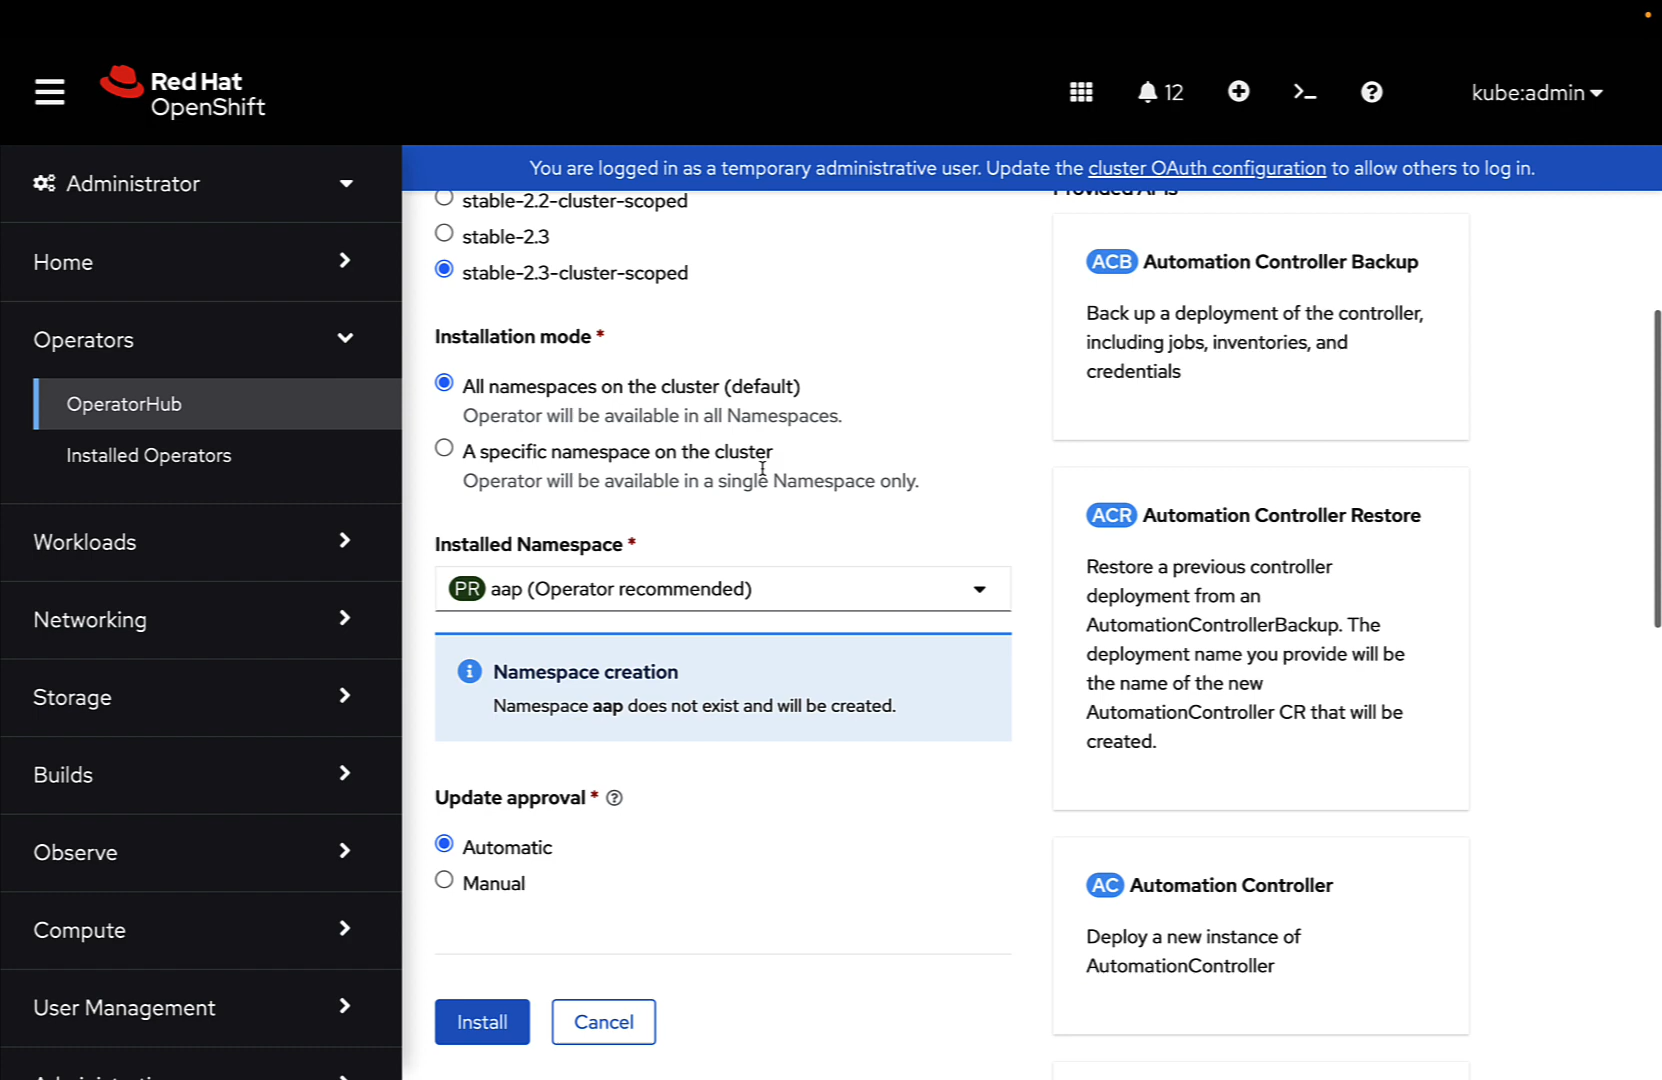 Red Hat
OpenShift
12
kube:admin
Administrator
You are logged in as a temporary administrative user. Update the cluster OAuth configuration to allow others to log in.
Home
Operators
OperatorHub
Installed Operators
Workloads
Networking
Storage
Builds
Observe
Compute
User Management
stable-2.2-cluster-scoped
stable-2.3
stable-2.3-cluster-scoped
Installation mode *
All namespaces on the cluster (default)
Operator will be available in all Namespaces.
A specific namespace on the cluster
Operator will be available in a single Namespace only.
Installed Namespace *
PR aap (Operator recommended)
Namespace creation
Namespace aap does not exist and will be created.
Update approval *
Automatic
Manual
Install
Cancel
Provided APIs
ACB Automation Controller Backup
Back up a deployment of the controller,
including jobs, inventories, and
credentials
ACR Automation Controller Restore
Restore a previous controller
deployment from an
AutomationControllerBackup. The
deployment name you provide will be
the name of the new
AutomationController CR that will be
created.
AC Automation Controller
Deploy a new instance of
AutomationController